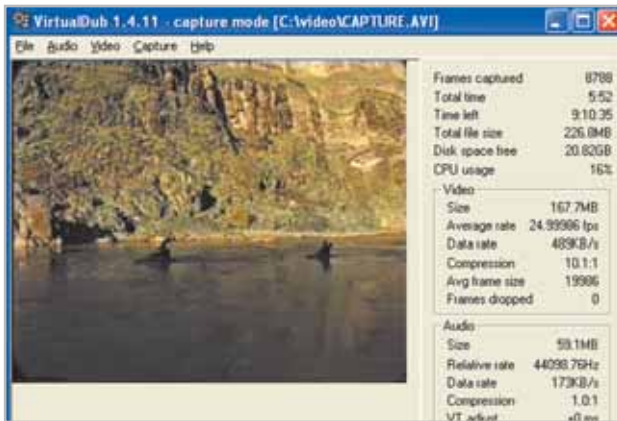 VirtualDub 1.4.11 - capture mode [C:\video\CAPTURE.AVI]
File Audio Video Capture Help
Frames captured 8788
Total time 5:52
Time left 9:10:35
Total file size 226.8MB
Disk space free 20.82GB
CPU usage 16%
Video
Size 167.7MB
Average rate 24.99986 fps
Data rate 489KB/s
Compression 10.1:1
Avg frame size 19986
Frames dropped 0
Audio
Size 59.1MB
Relative rate 44098.76Hz
Data rate 173KB/s
Compression 1.0:1
VT adjust +0 ms